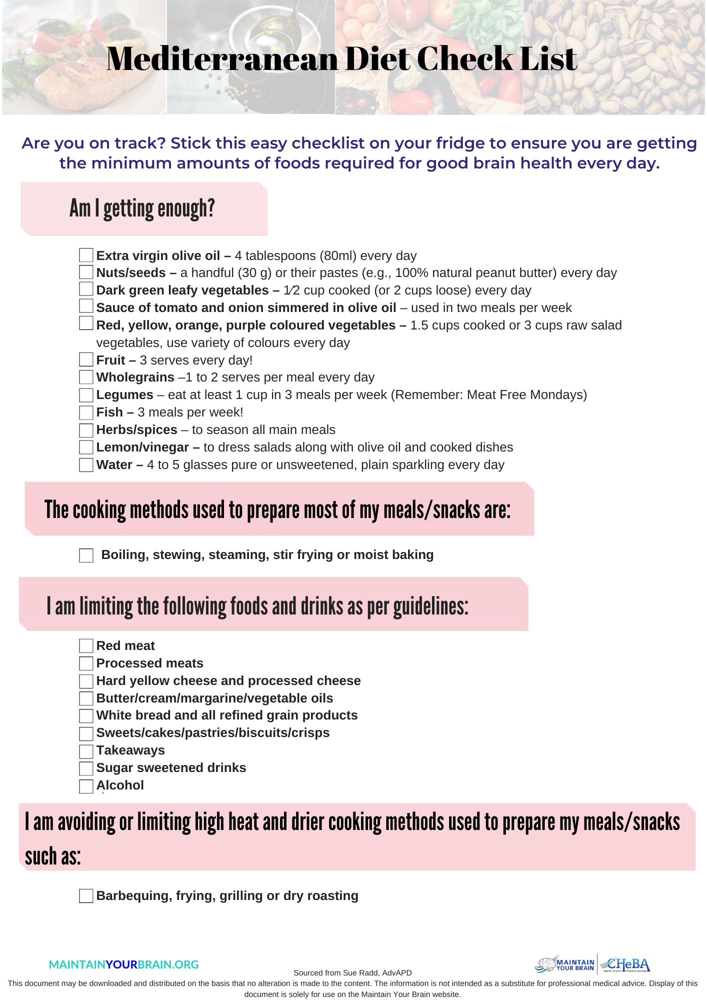 Mediterranean Diet Check List
Are you on track? Stick this easy checklist on your fridge to ensure you are getting
the minimum amounts of foods required for good brain health every day.
Am I getting enough?
Extra virgin olive oil – 4 tablespoons (80ml) every day
Nuts/seeds – a handful (30 g) or their pastes (e.g., 100% natural peanut butter) every day
Dark green leafy vegetables – 1⁄2 cup cooked (or 2 cups loose) every day
Sauce of tomato and onion simmered in olive oil – used in two meals per week
Red, yellow, orange, purple coloured vegetables – 1.5 cups cooked or 3 cups raw salad
vegetables, use variety of colours every day
Fruit – 3 serves every day!
Wholegrains –1 to 2 serves per meal every day
Legumes – eat at least 1 cup in 3 meals per week (Remember: Meat Free Mondays)
Fish – 3 meals per week!
Herbs/spices – to season all main meals
Lemon/vinegar – to dress salads along with olive oil and cooked dishes
Water – 4 to 5 glasses pure or unsweetened, plain sparkling every day
The cooking methods used to prepare most of my meals/snacks are:
Boiling, stewing, steaming, stir frying or moist baking
I am limiting the following foods and drinks as per guidelines:
Red meat
Processed meats
Hard yellow cheese and processed cheese
Butter/cream/margarine/vegetable oils
White bread and all refined grain products
Sweets/cakes/pastries/biscuits/crisps
Takeaways
Sugar sweetened drinks
Alcohol
I am avoiding or limiting high heat and drier cooking methods used to prepare my meals/snacks
such as:
Barbequing, frying, grilling or dry roasting
MAINTAINYOURBRAIN.ORG
MAINTAIN
YOUR BRAIN
CHeBA
Healthy Brains Positive Ageing
Sourced from Sue Radd, AdvAPD
This document may be downloaded and distributed on the basis that no alteration is made to the content. The information is not intended as a substitute for professional medical advice. Display of this
document is solely for use on the Maintain Your Brain website.